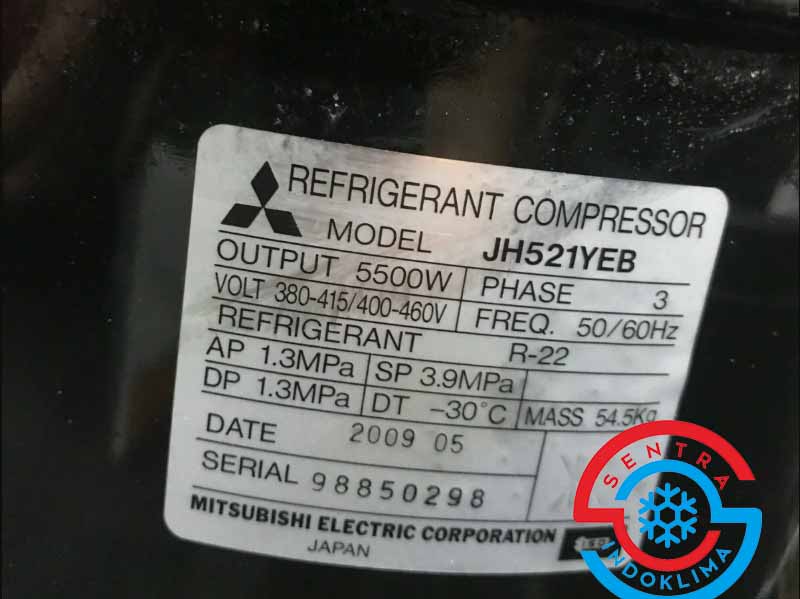 REFRIGERANT COMPRESSOR
MODEL JH521YEB
OUTPUT 5500W PHASE 3
VOLT 380-415/400-460V FREQ. 50/60Hz
REFRIGERANT R-22
AP 1.3MPa SP 3.9MPa
DP 1.3MPa DT -30°C MASS 54.5Kg
DATE 2009 05
SERIAL 98850298
MITSUBISHI ELECTRIC CORPORATION
JAPAN
SENTRA
INDOKLIMA